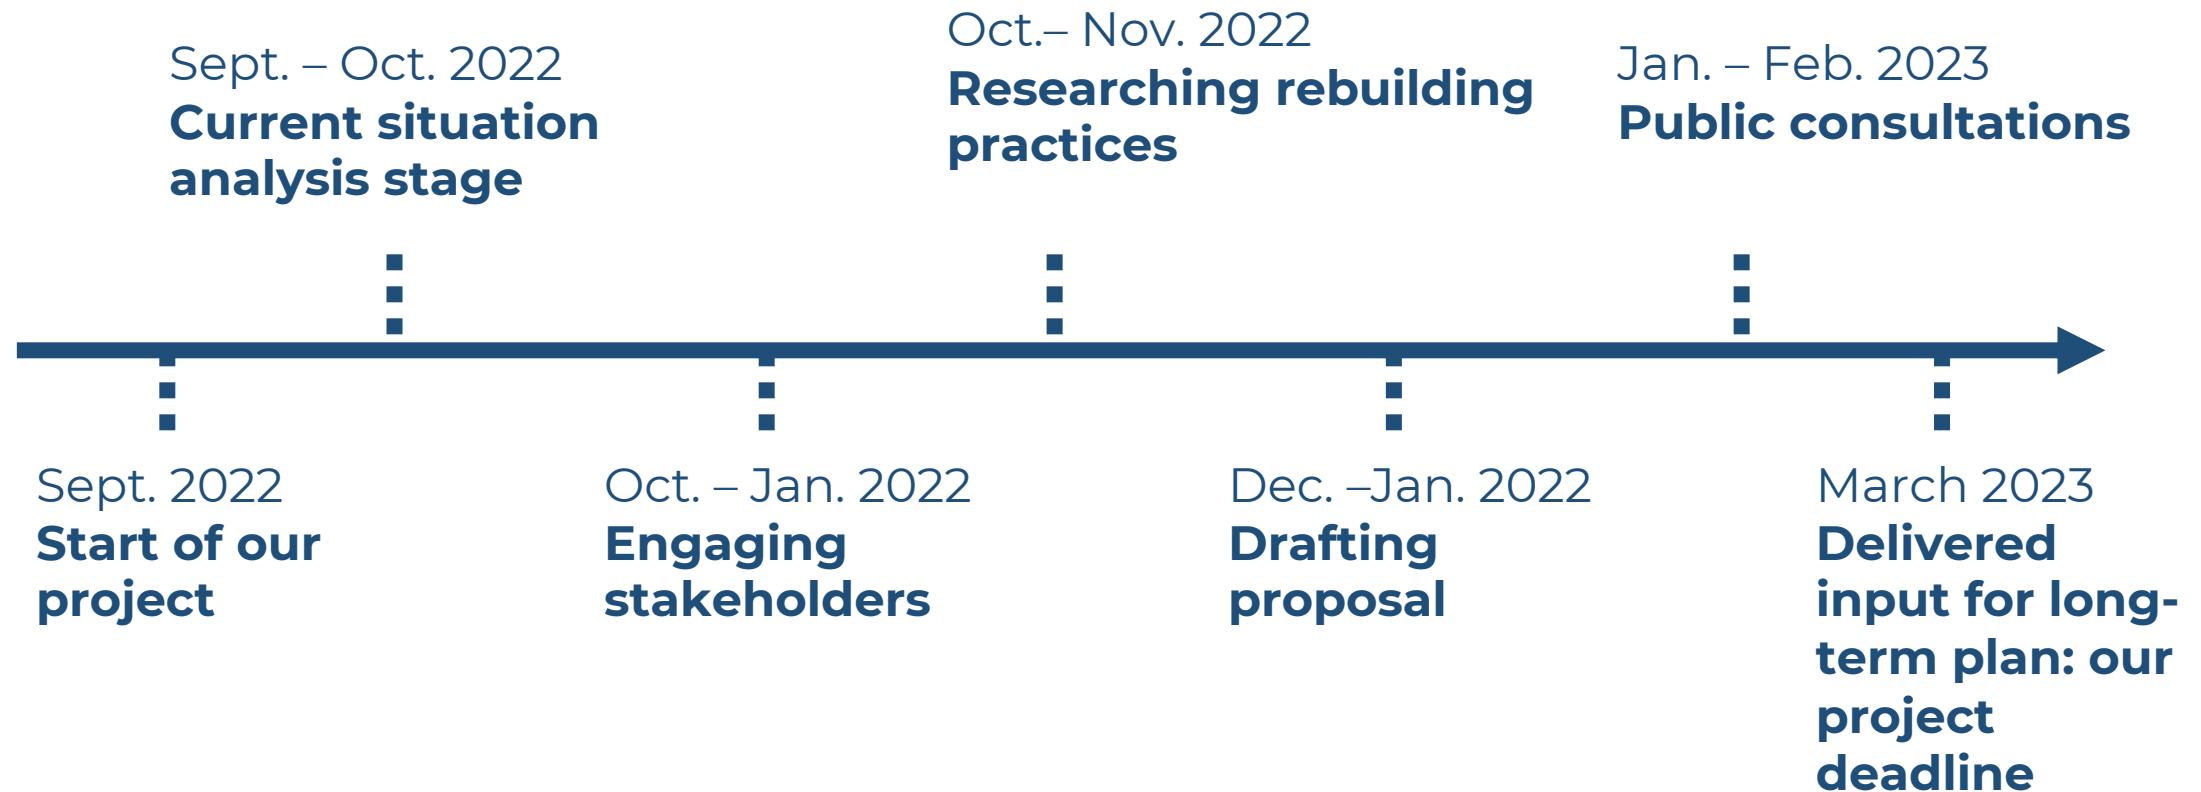 Sept. 2022
Start of our
project
Sept. – Oct. 2022
Current situation
analysis stage
Oct. – Jan. 2022
Engaging
stakeholders
Oct.– Nov. 2022
Researching rebuilding
practices
Dec. –Jan. 2022
Drafting
proposal
Jan. – Feb. 2023
Public consultations
March 2023
Delivered
input for long-
term plan: our
project
deadline